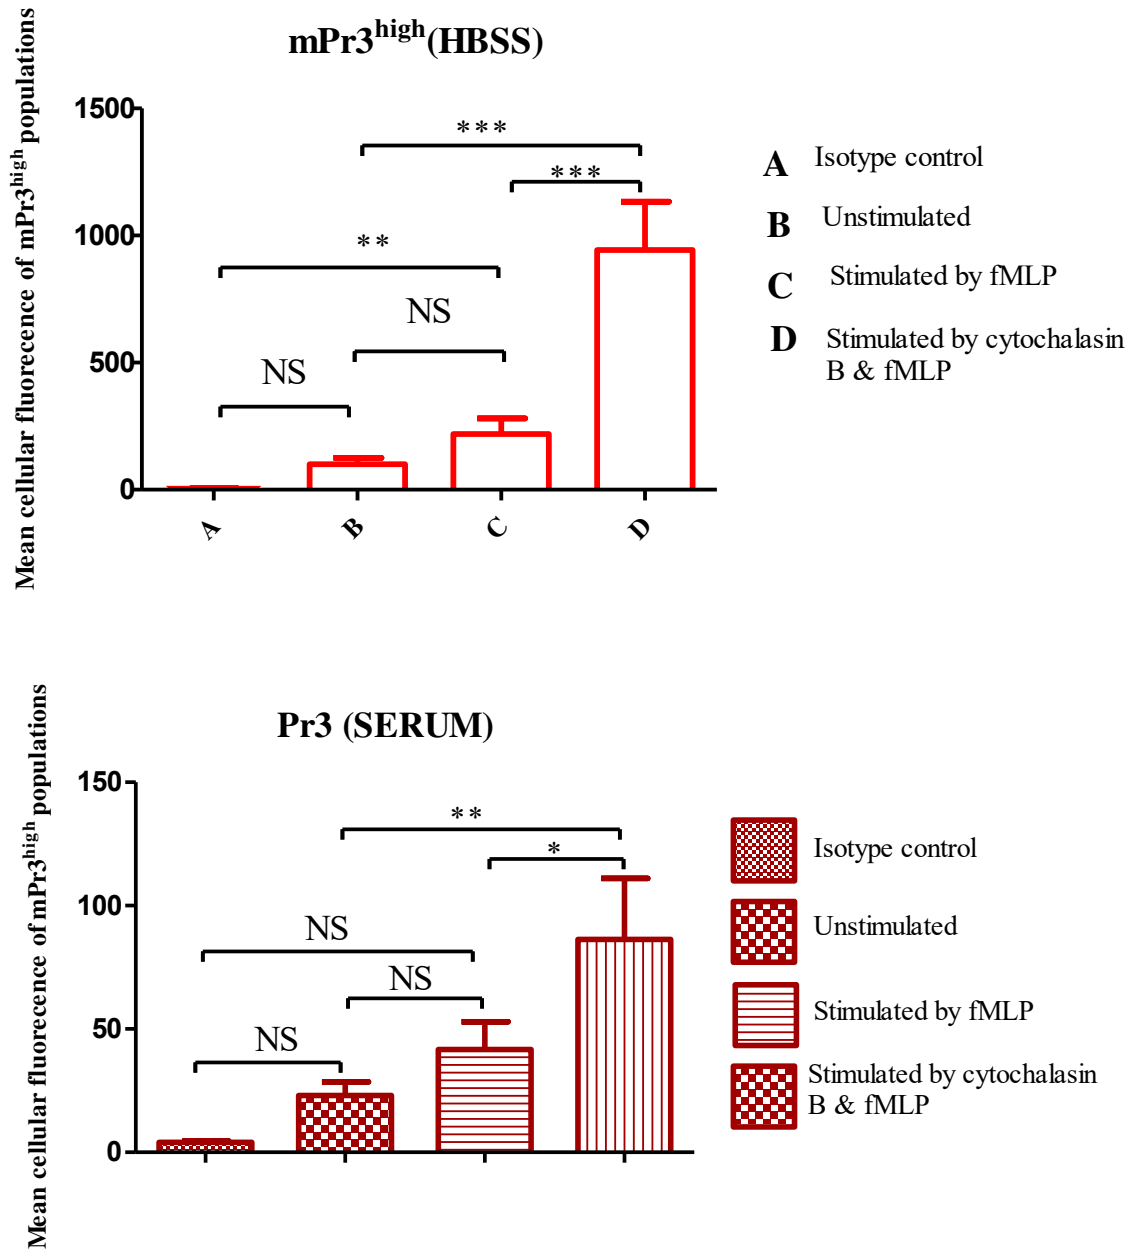 mPr3high(HBSS)
Mean cellular fluorecence of mPr3high populations
1500
1000
500
0
***
***
**
NS
NS
A
B
C
D
A Isotype control
B Unstimulated
C Stimulated by fMLP
D Stimulated by cytochalasin
B & fMLP
Pr3 (SERUM)
Mean cellular fluorecence of mPr3high populations
150
100
50
0
**
*
NS
NS
NS
Isotype control
Unstimulated
Stimulated by fMLP
Stimulated by cytochalasin
B & fMLP